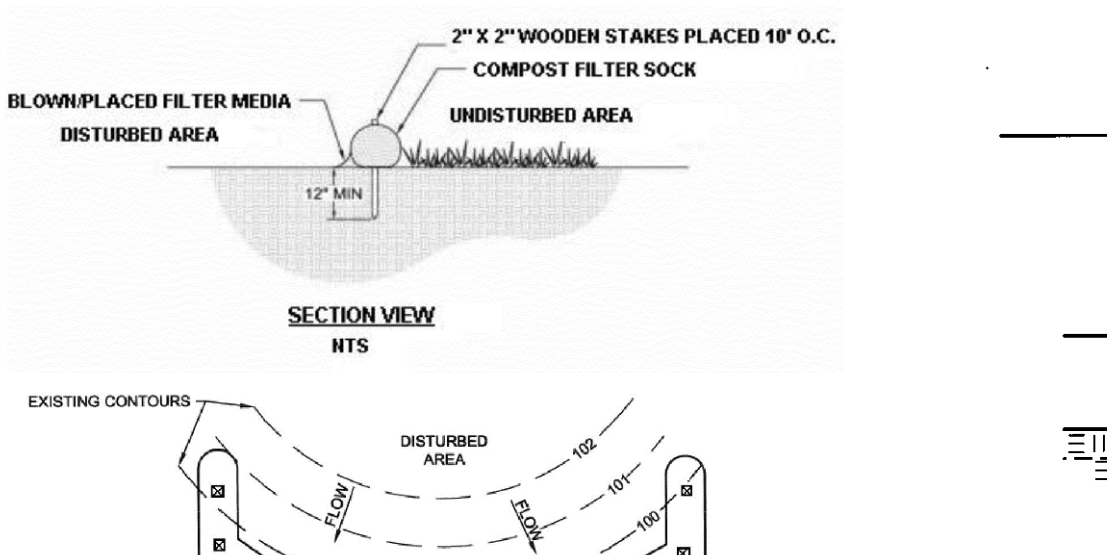 2" X 2" WOODEN STAKES PLACED 10' O.C.
COMPOST FILTER SOCK
BLOWN/PLACED FILTER MEDIA
UNDISTURBED AREA
DISTURBED AREA
12" MIN
SECTION VIEW
NTS
EXISTING CONTOURS
DISTURBED
AREA
102
101
100
FLOW
FLOW